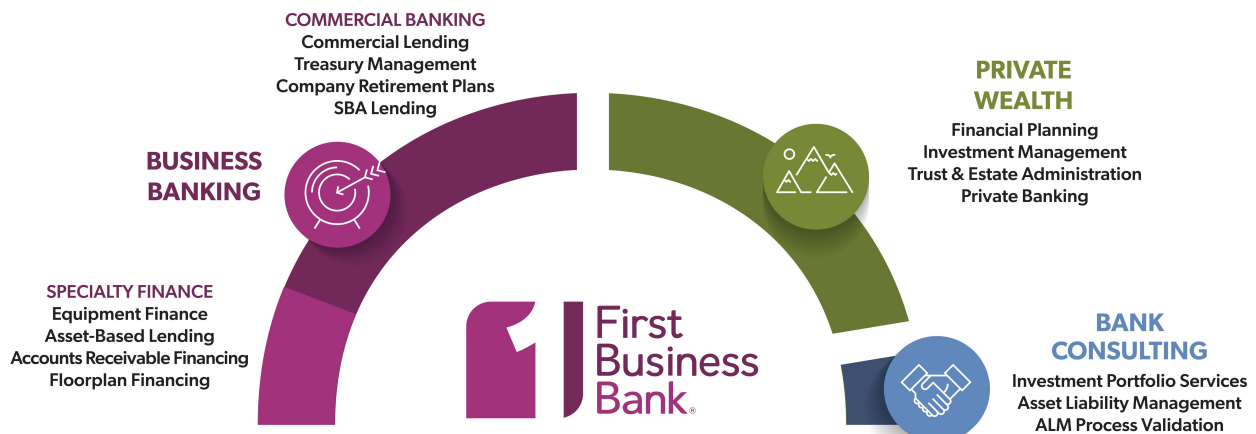 COMMERCIAL BANKING
Commercial Lending
Treasury Management
Company Retirement Plans
SBA Lending
BUSINESS
BANKING
SPECIALTY FINANCE
Equipment Finance
Asset-Based Lending
Accounts Receivable Financing
Floorplan Financing
First
Business
Bank®
PRIVATE
WEALTH
Financial Planning
Investment Management
Trust & Estate Administration
Private Banking
BANK
CONSULTING
Investment Portfolio Services
Asset Liability Management
ALM Process Validation